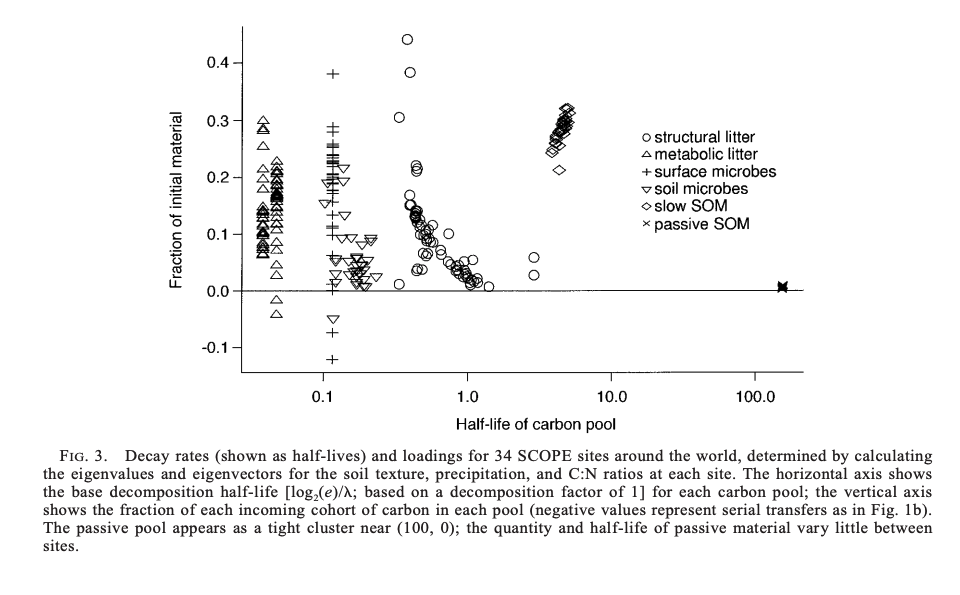 0.4
0.3
0.2
0.1
0.0
-0.1
Fraction of initial material
structural litter
metabolic litter
surface microbes
soil microbes
slow SOM
passive SOM
0.1 1.0 10.0 100.0
Half-life of carbon pool
FIG. 3. Decay rates (shown as half-lives) and loadings for 34 SCOPE sites around the world, determined by calculating
the eigenvalues and eigenvectors for the soil texture, precipitation, and C:N ratios at each site. The horizontal axis shows
the base decomposition half-life [log₂(e)/λ; based on a decomposition factor of 1] for each carbon pool; the vertical axis
shows the fraction of each incoming cohort of carbon in each pool (negative values represent serial transfers as in Fig. 1b).
The passive pool appears as a tight cluster near (100, 0); the quantity and half-life of passive material vary little between
sites.